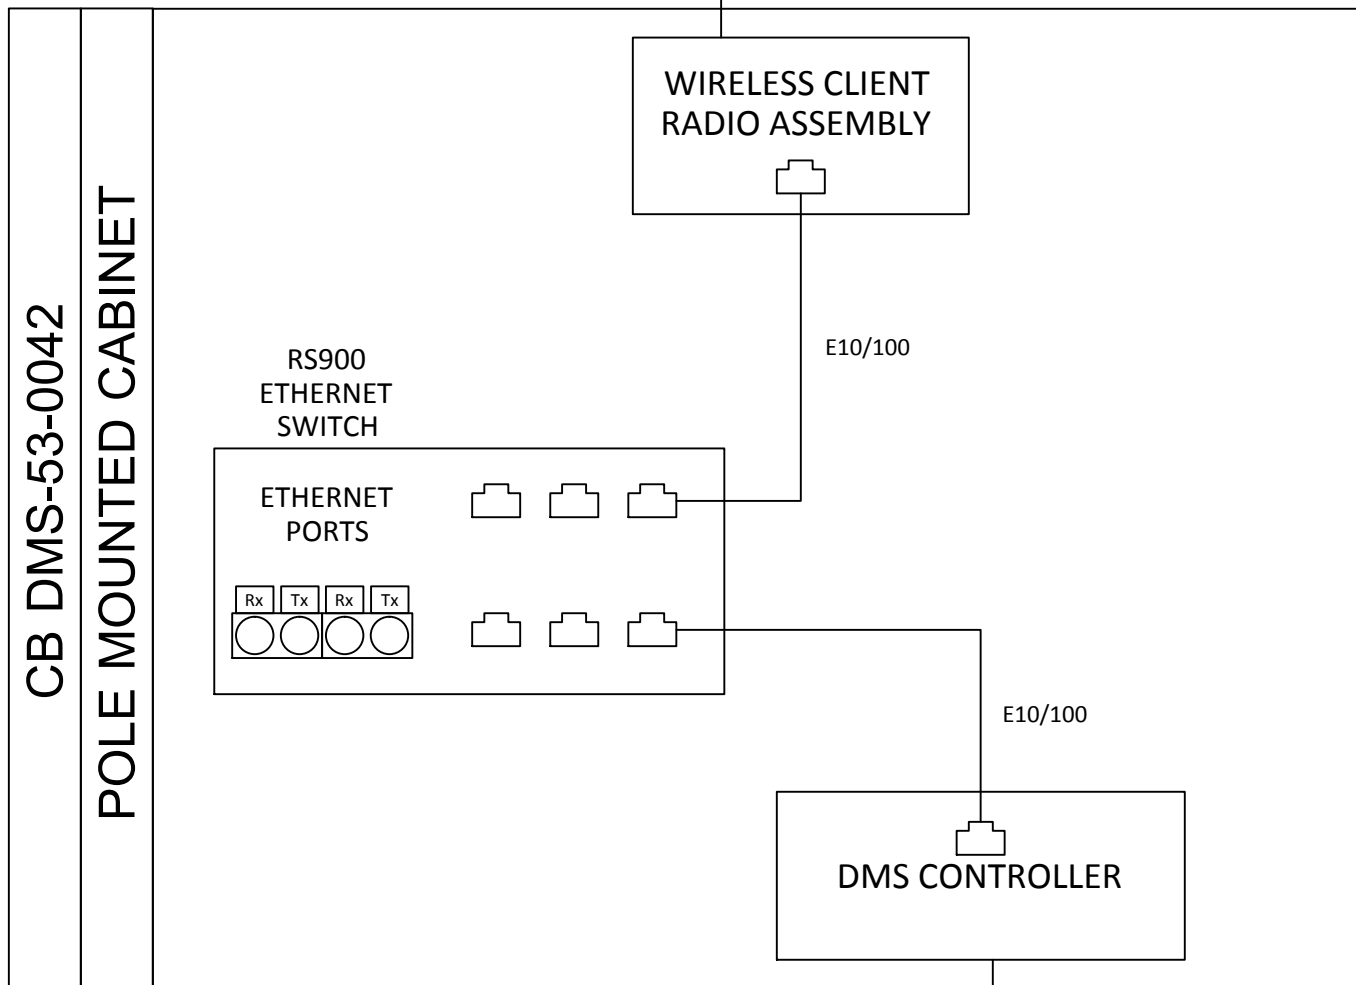 CB DMS-53-0042
POLE MOUNTED CABINET
WIRELESS CLIENT
RADIO ASSEMBLY
E10/100
RS900
ETHERNET
SWITCH
ETHERNET
PORTS
Rx Tx Rx Tx
E10/100
DMS CONTROLLER